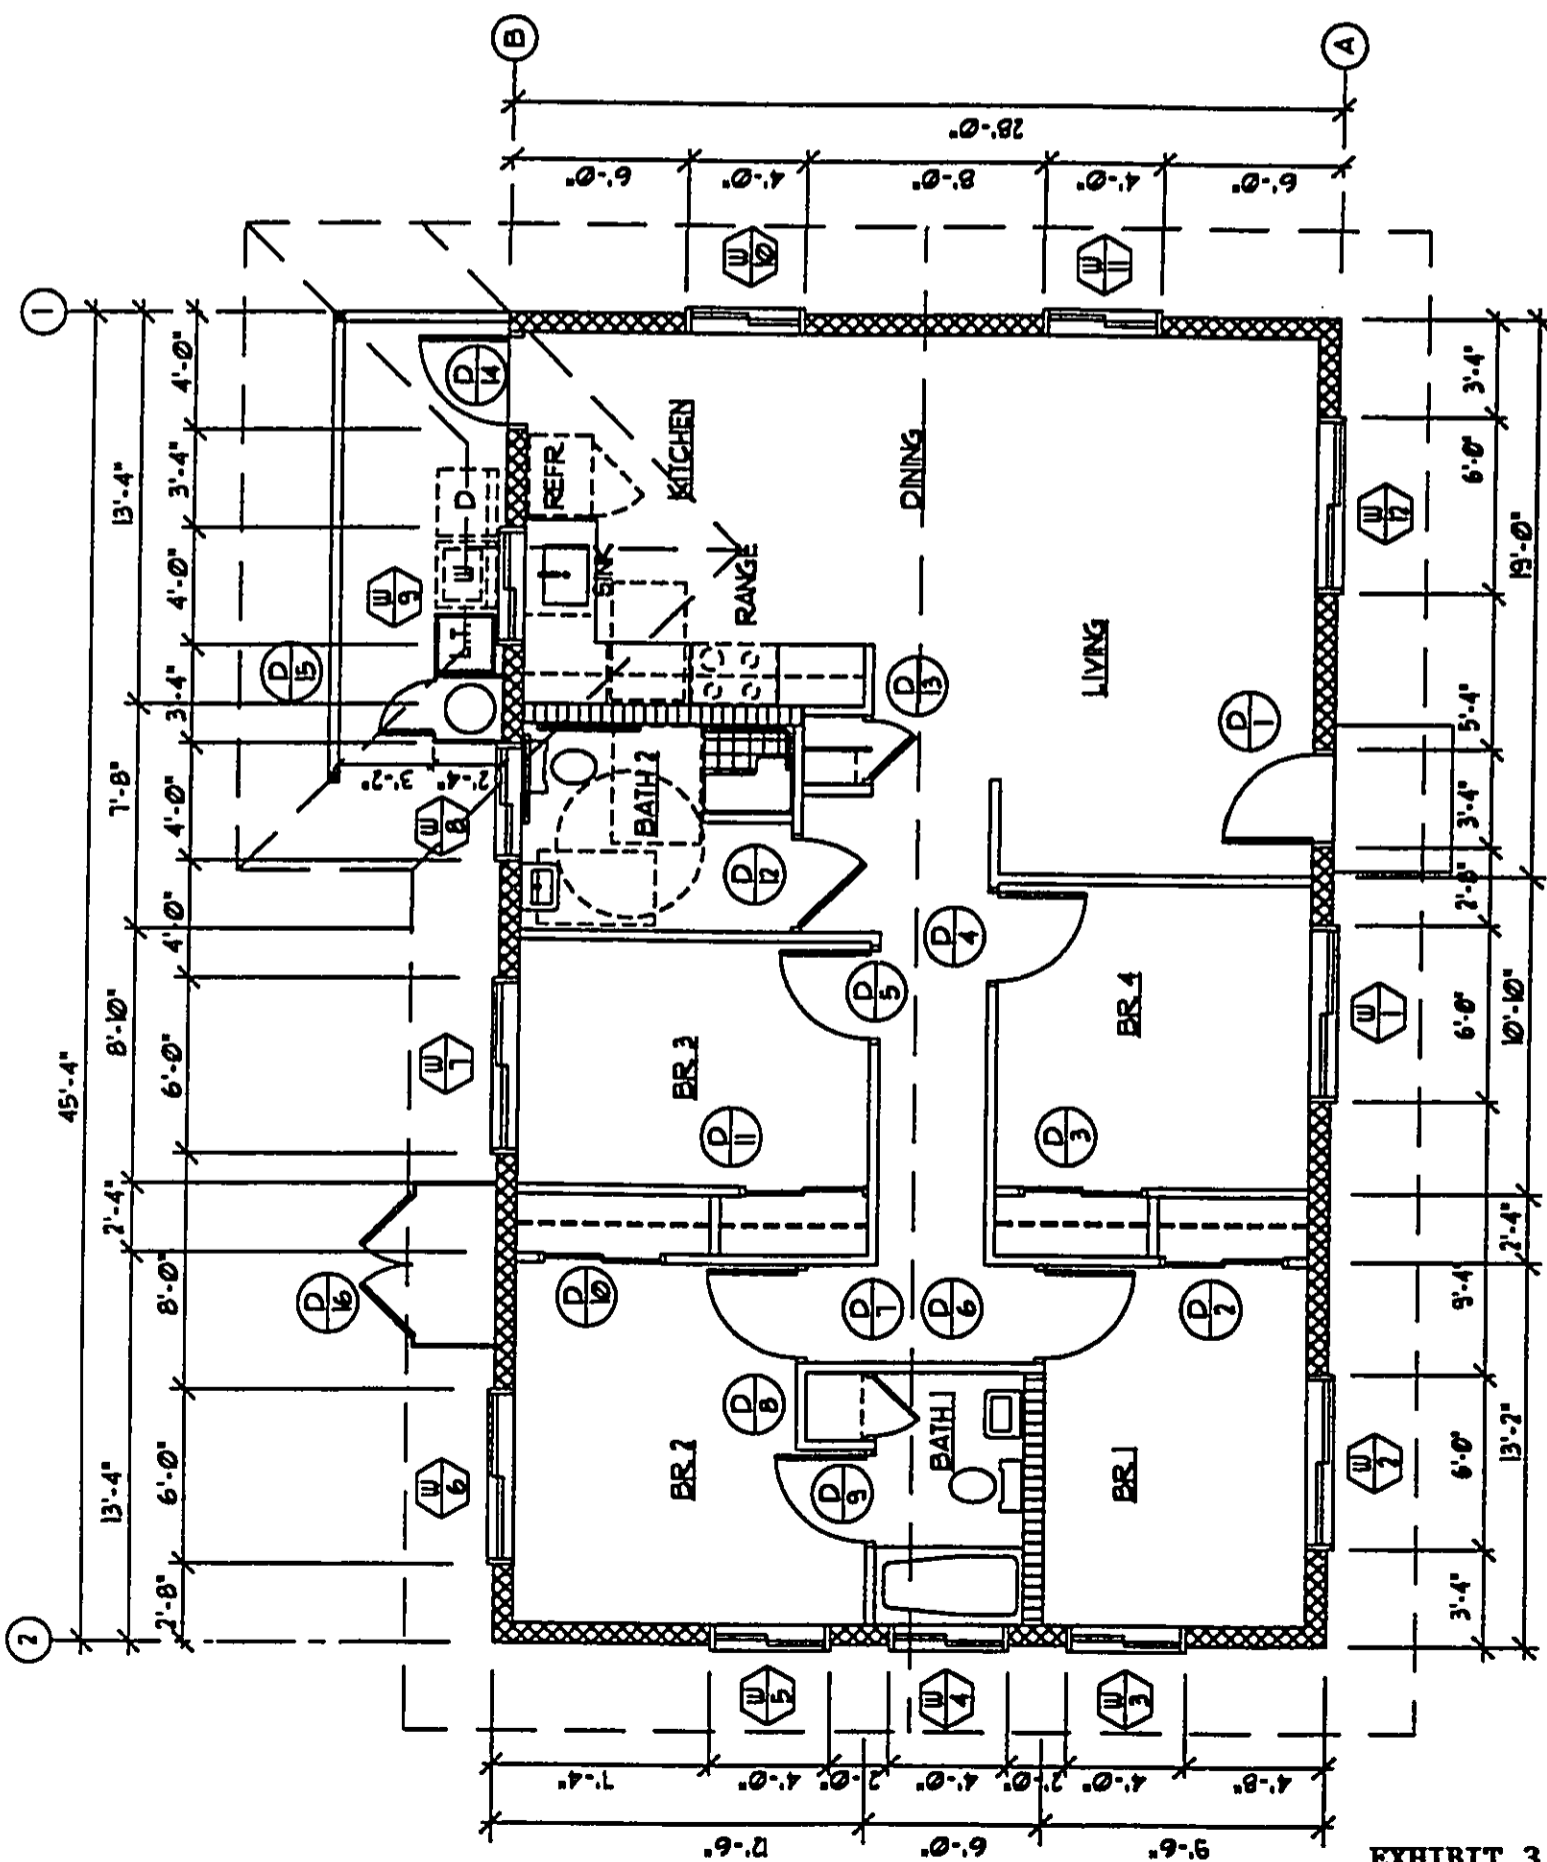 B
A
28'-0"
6'-0"
4'-0"
8'-0"
4'-0"
6'-0"
W 10
W 11
1
2
45'-4"
13'-4"
7'-8"
8'-10"
2'-4"
13'-4"
4'-0"
3'-4"
4'-0"
3'-4"
4'-0"
4'-0"
6'-0"
8'-0"
6'-0"
2'-8"
D 14
W 9
D
W
L.T.
D 15
3'-2"
2'-4"
W 8
W 7
D 16
W 6
REFR.
KITCHEN
SINK
RANGE
DINING
LIVING
D 13
D 1
BATH 2
D 12
D 4
D 5
BR. 3
BR. 4
D 11
D 3
D 10
D 7
D 6
D 2
D 8
BATH 1
D 9
BR. 2
BR. 1
W 12
W 1
W 2
3'-4"
6'-0"
5'-4"
3'-4"
2'-8"
6'-0"
9'-4"
6'-0"
3'-4"
19'-0"
10'-10"
2'-4"
13'-2"
W 5
W 4
W 3
7'-4"
4'-0"
2'-0"
4'-0"
2'-0"
4'-0"
4'-8"
12'-6"
6'-0"
9'-6"
EXHIBIT 3